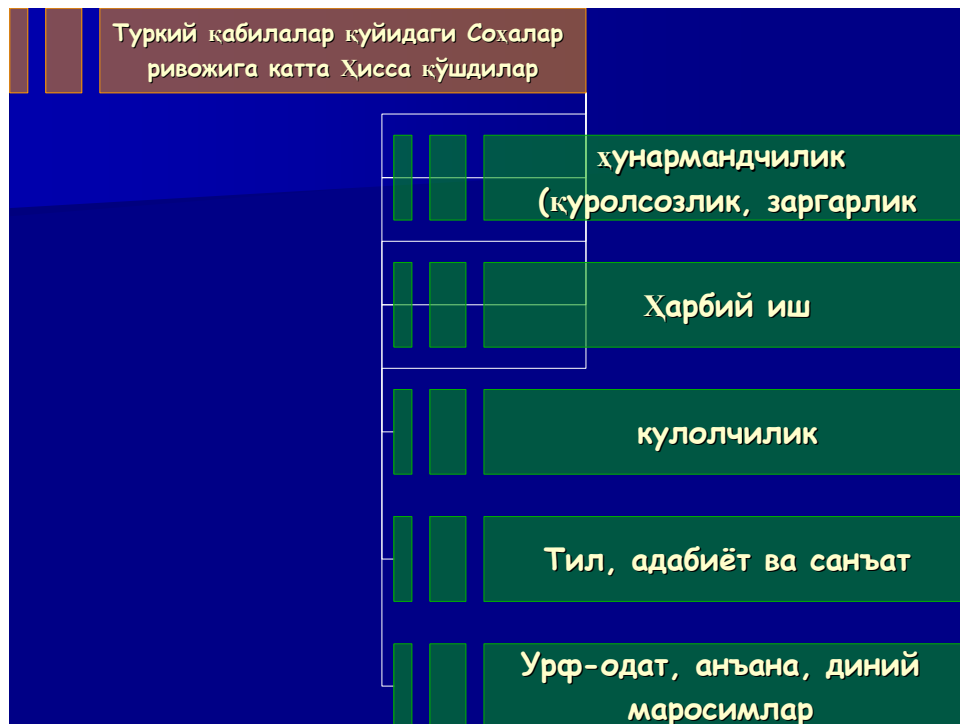 Туркий қабилалар қуйидаги Соҳалар
ривожига катта Ҳисса қўшдилар
ҳунармандчилик
(қуролсозлик, заргарлик
Ҳарбий иш
кулолчилик
Тил, адабиёт ва санъат
Урф-одат, анъана, диний
маросимлар